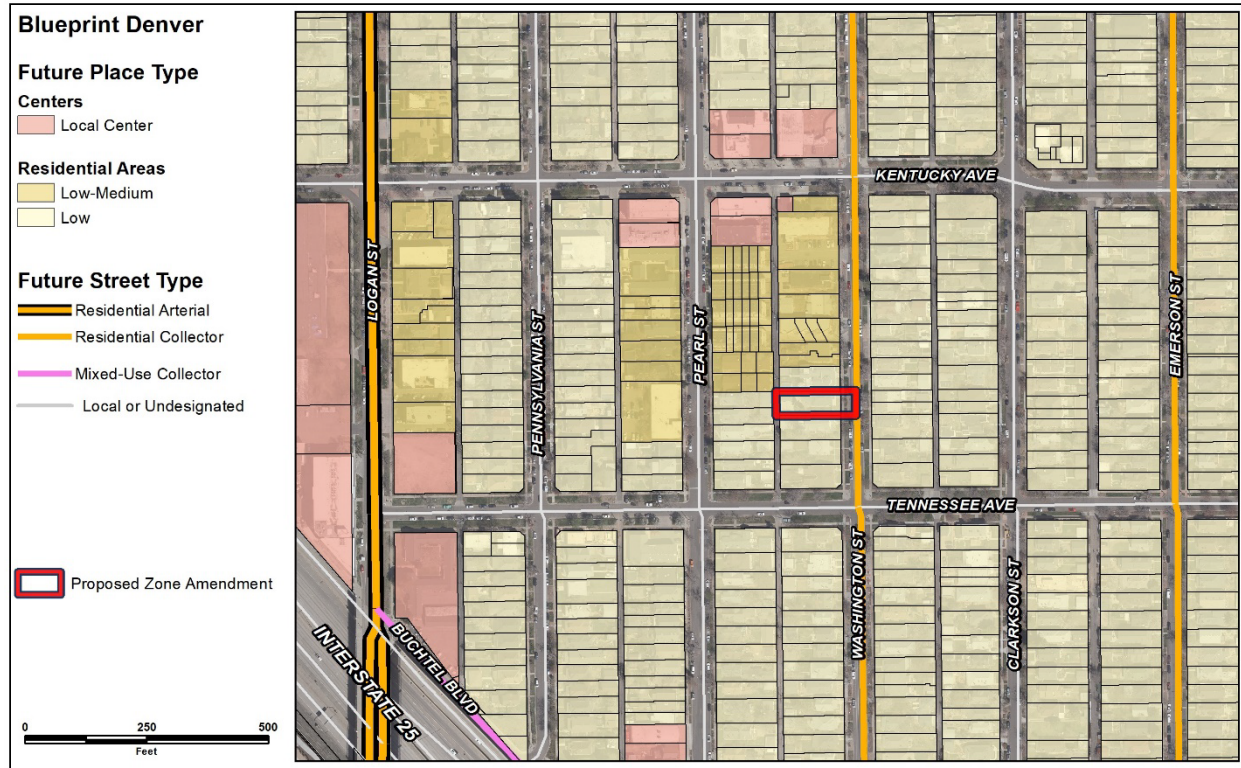 Blueprint Denver
Future Place Type
Centers
Local Center
Residential Areas
Low-Medium
Low
Future Street Type
Residential Arterial
Residential Collector
Mixed-Use Collector
Local or Undesignated
Proposed Zone Amendment
0 250 500
Feet
KENTUCKY AVE
LOGAN ST
PENNSYLVANIA ST
PEARL ST
EMERSON ST
TENNESSEE AVE
WASHINGTON ST
CLARKSON ST
BUCHTEL BLVD
INTERSTATE 25